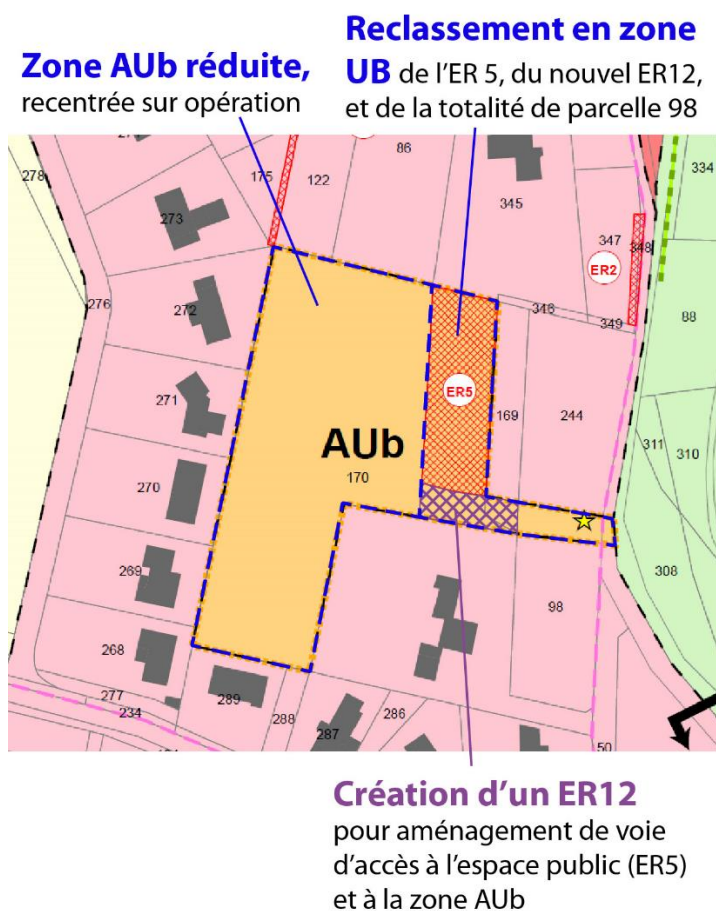 Zone AUb réduite,
recentrée sur opération
Reclassement en zone
UB de l'ER 5, du nouvel ER12,
et de la totalité de parcelle 98
278
273
175
122
86
345
334
347
348
ER2
276
272
346
349
88
271
ER5
169
244
AUb
170
311
310
270
269
98
308
268
277
234
289
288
287
286
50
Création d'un ER12
pour aménagement de voie
d'accès à l'espace public (ER5)
et à la zone AUb